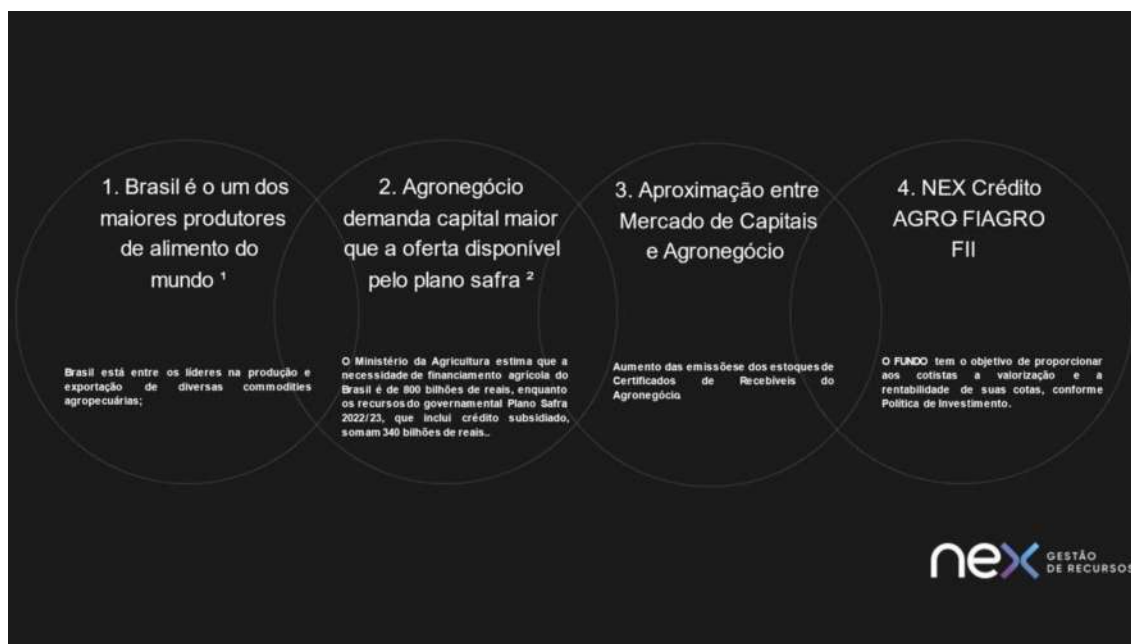 1. Brasil é o um dos
maiores produtores
de alimento do
mundo ¹
Brasil está entre os líderes na produção e
exportação de diversas commodities
agropecuárias;
2. Agronegócio
demanda capital maior
que a oferta disponível
pelo plano safra ²
O Ministério da Agricultura estima que a
necessidade de financiamento agrícola do
Brasil é de 800 bilhões de reais, enquanto
os recursos do governamental Plano Safra
2022/23, que inclui crédito subsidiado,
somam 340 bilhões de reais..
3. Aproximação entre
Mercado de Capitais
e Agronegócio
Aumento das emissõese dos estoques de
Certificados de Recebíveis do
Agronegócio.
4. NEX Crédito
AGRO FIAGRO
FII
O FUNDO tem o objetivo de proporcionar
aos cotistas a valorização e a
rentabilidade de suas cotas, conforme
Política de Investimento.
nex GESTÃO
DE RECURSOS